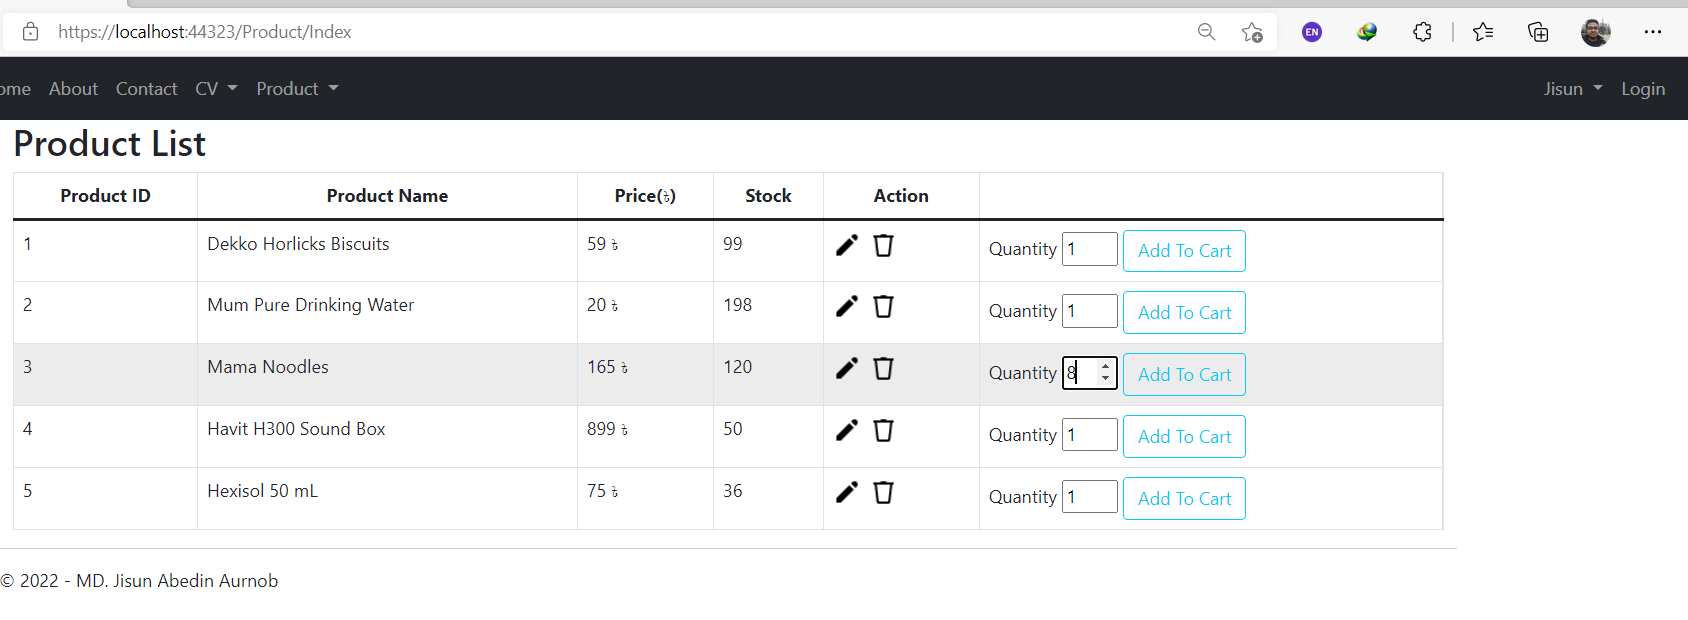 https://localhost:44323/Product/Index
EN
ome About Contact CV Product Jisun Login
Product List
Product ID Product Name Price(৳) Stock Action
1 Dekko Horlicks Biscuits 59 ৳ 99 Quantity 1 Add To Cart
2 Mum Pure Drinking Water 20 ৳ 198 Quantity 1 Add To Cart
3 Mama Noodles 165 ৳ 120 Quantity 8 Add To Cart
4 Havit H300 Sound Box 899 ৳ 50 Quantity 1 Add To Cart
5 Hexisol 50 mL 75 ৳ 36 Quantity 1 Add To Cart
© 2022 - MD. Jisun Abedin Aurnob